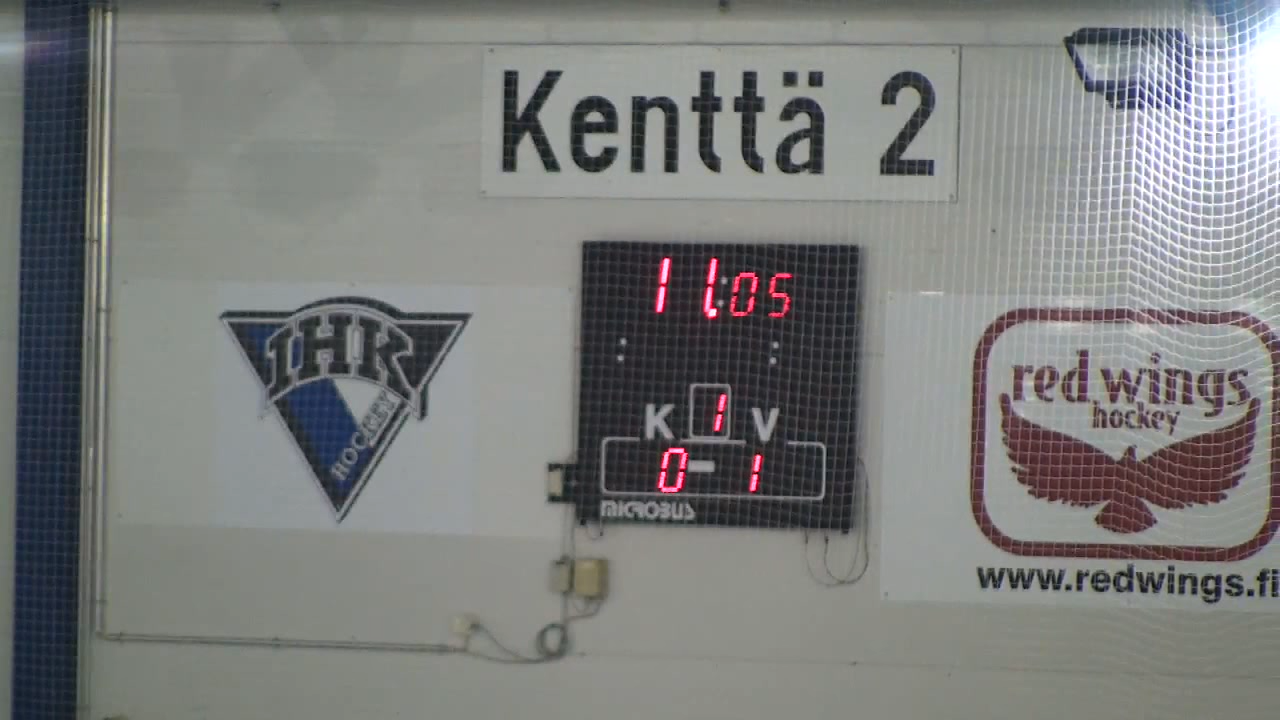 Kenttä 2
11:05
1
K V
0-1
MICROBUS
IHK
HOCKEY
red wings
hockey
www.redwings.fi